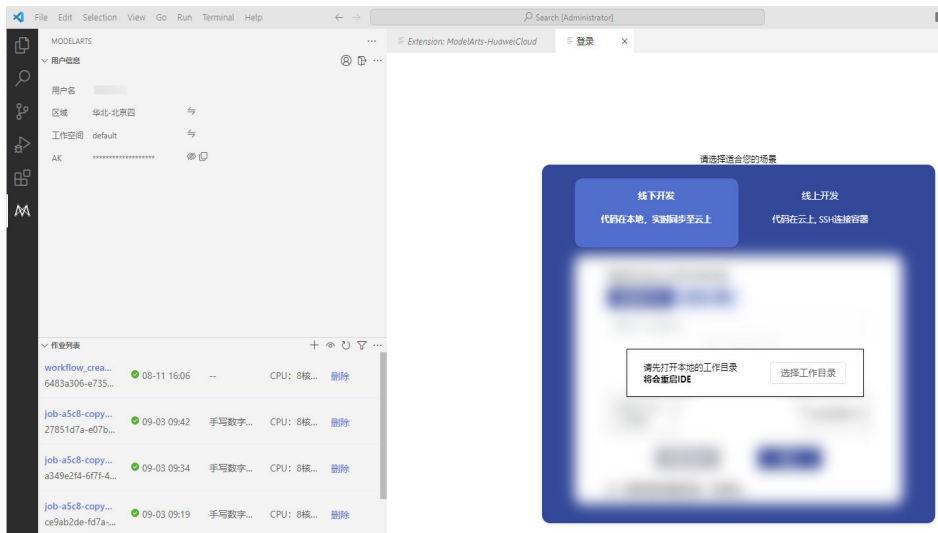 File Edit Selection View Go Run Terminal Help
Search [Administrator]
MODELARTS
Extension: ModelArts-HuaweiCloud
登录
用户信息
用户名
区域 华北-北京四
工作空间 default
AK ******************
请选择适合您的场景
线下开发
代码在本地，实时同步至云上
线上开发
代码在云上, SSH连接容器
请先打开本地的工作目录
将会重启IDE
选择工作目录
作业列表
workflow_crea...
08-11 16:06 -- CPU：8核... 删除
6483a306-e735...
job-a5c8-copy...
09-03 09:42 手写数字... CPU：8核... 删除
27851d7a-e07b...
job-a5c8-copy...
09-03 09:34 手写数字... CPU：8核... 删除
a349e2f4-6f7f-4...
job-a5c8-copy...
09-03 09:19 手写数字... CPU：8核... 删除
ce9ab2de-fd7a-...